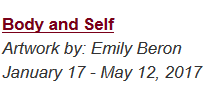 Body and Self
Artwork by: Emily Beron
January 17 - May 12, 2017